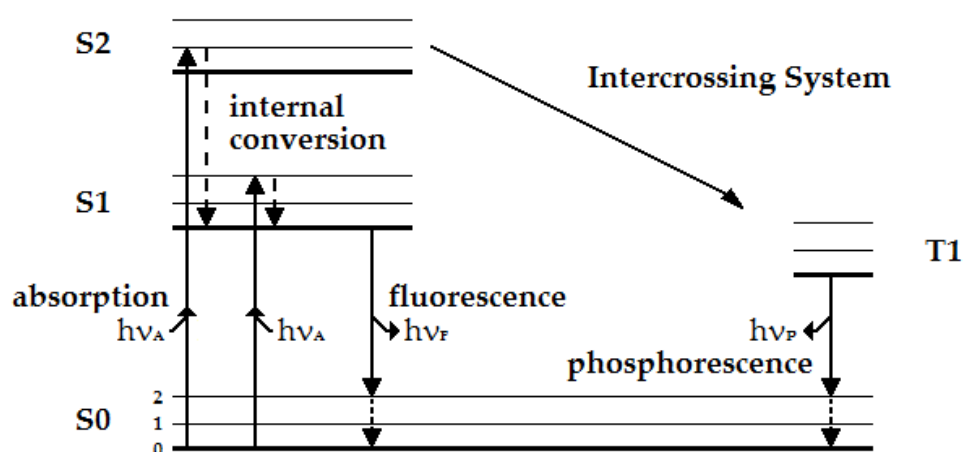 S2
Intercrossing System
internal
conversion
S1
T1
absorption
fluorescence
hνA
hνA
hνF
hνP
phosphorescence
S0
2
1
0